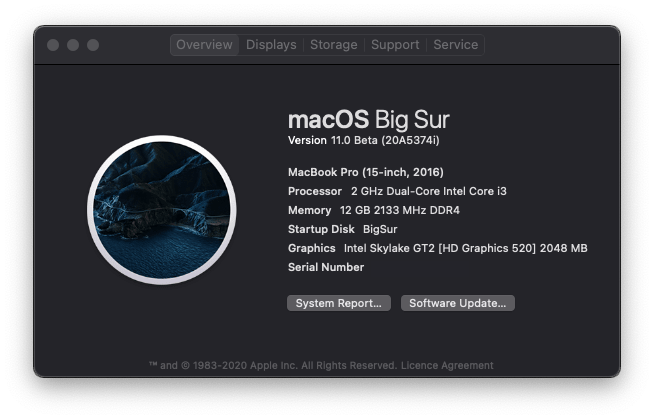 Overview Displays Storage Support Service
macOS Big Sur
Version 11.0 Beta (20A5374i)
MacBook Pro (15-inch, 2016)
Processor 2 GHz Dual-Core Intel Core i3
Memory 12 GB 2133 MHz DDR4
Startup Disk BigSur
Graphics Intel Skylake GT2 [HD Graphics 520] 2048 MB
Serial Number
System Report... Software Update...
™ and © 1983-2020 Apple Inc. All Rights Reserved. Licence Agreement